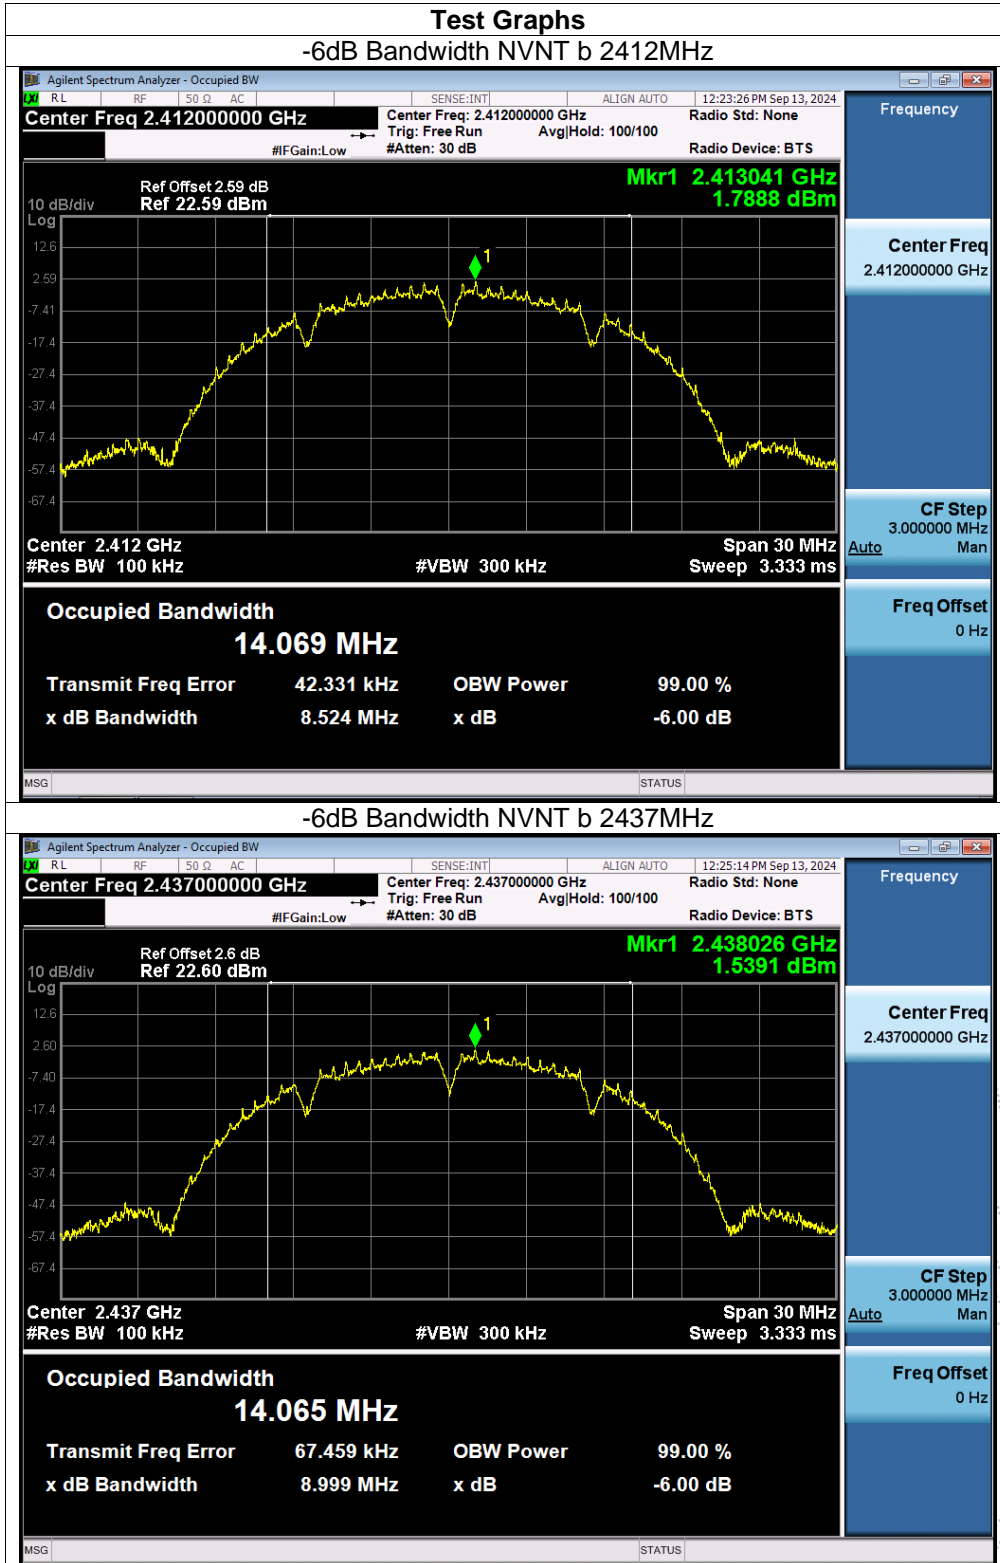 Test Graphs
-6dB Bandwidth NVNT b 2412MHz
Agilent Spectrum Analyzer - Occupied BW
LXI RL RF 50 Ω AC SENSE:INT ALIGN AUTO 12:23:26 PM Sep 13, 2024
Center Freq 2.412000000 GHz Center Freq: 2.412000000 GHz Radio Std: None Frequency
Trig: Free Run Avg|Hold: 100/100
#IFGain:Low #Atten: 30 dB Radio Device: BTS
Mkr1 2.413041 GHz
Ref Offset 2.59 dB
10 dB/div Ref 22.59 dBm 1.7888 dBm
Log
12.6
1
2.59
-7.41
-17.4
-27.4
-37.4
-47.4
-57.4
-67.4
Center Freq
2.412000000 GHz
Center 2.412 GHz Span 30 MHz
#Res BW 100 kHz #VBW 300 kHz Sweep 3.333 ms
CF Step
3.000000 MHz
Auto Man
Occupied Bandwidth
14.069 MHz
Freq Offset
0 Hz
Transmit Freq Error 42.331 kHz OBW Power 99.00 %
x dB Bandwidth 8.524 MHz x dB -6.00 dB
MSG STATUS
-6dB Bandwidth NVNT b 2437MHz
Agilent Spectrum Analyzer - Occupied BW
LXI RL RF 50 Ω AC SENSE:INT ALIGN AUTO 12:25:14 PM Sep 13, 2024
Center Freq 2.437000000 GHz Center Freq: 2.437000000 GHz Radio Std: None Frequency
Trig: Free Run Avg|Hold: 100/100
#IFGain:Low #Atten: 30 dB Radio Device: BTS
Mkr1 2.438026 GHz
Ref Offset 2.6 dB
10 dB/div Ref 22.60 dBm 1.5391 dBm
Log
12.6
1
2.60
-7.40
-17.4
-27.4
-37.4
-47.4
-57.4
-67.4
Center Freq
2.437000000 GHz
Center 2.437 GHz Span 30 MHz
#Res BW 100 kHz #VBW 300 kHz Sweep 3.333 ms
CF Step
3.000000 MHz
Auto Man
Occupied Bandwidth
14.065 MHz
Freq Offset
0 Hz
Transmit Freq Error 67.459 kHz OBW Power 99.00 %
x dB Bandwidth 8.999 MHz x dB -6.00 dB
MSG STATUS